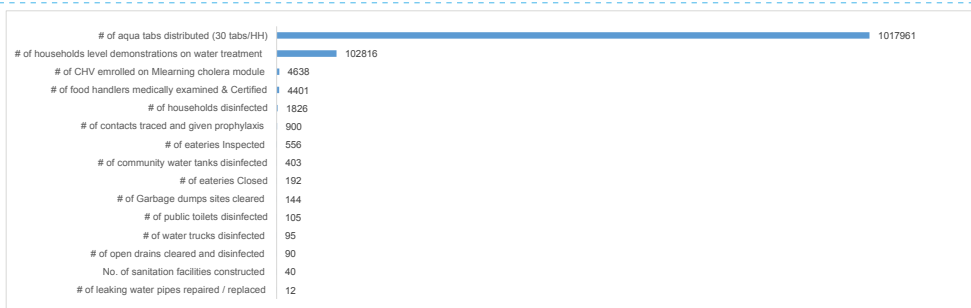 # of aqua tabs distributed (30 tabs/HH) 1017961
# of households level demonstrations on water treatment 102816
# of CHV emrolled on Mlearning cholera module 4638
# of food handlers medically examined & Certified 4401
# of households disinfected 1826
# of contacts traced and given prophylaxis 900
# of eateries Inspected 556
# of community water tanks disinfected 403
# of eateries Closed 192
# of Garbage dumps sites cleared 144
# of public toilets disinfected 105
# of water trucks disinfected 95
# of open drains cleared and disinfected 90
No. of sanitation facilities constructed 40
# of leaking water pipes repaired / replaced 12